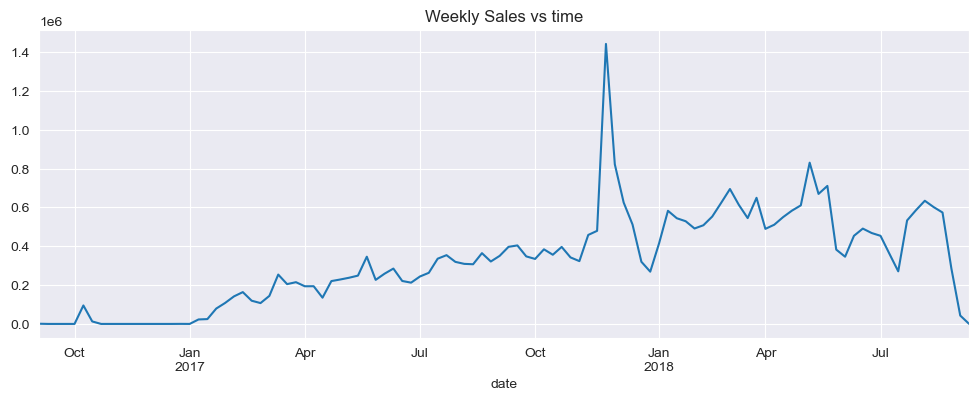 Weekly Sales vs time
1e6
1.4
1.2
1.0
0.8
0.6
0.4
0.2
0.0
Oct Jan Apr Jul Oct Jan Apr Jul
2017 2018
date